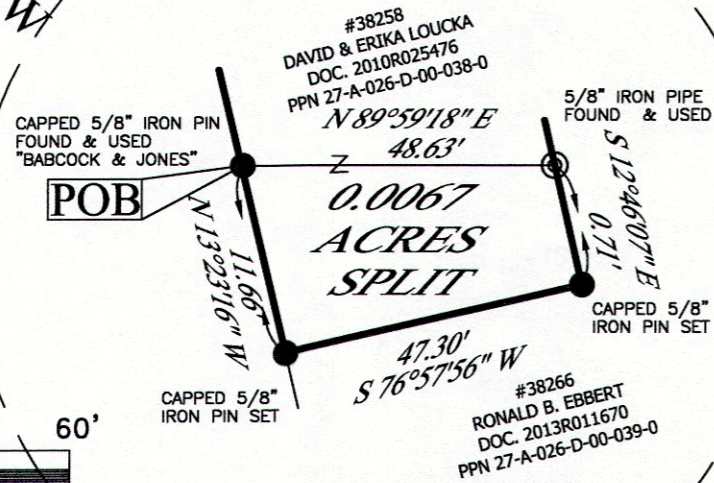 W
#38258
DAVID & ERIKA LOUCKA
DOC. 2010R025476
PPN 27-A-026-D-00-038-0
CAPPED 5/8" IRON PIN
FOUND & USED
"BABCOCK & JONES"
POB
N 89°59'18" E
48.63'
Z
5/8" IRON PIPE
FOUND & USED
S 12°46'07" E
0.71'
0.0067
ACRES
SPLIT
11.66'
N 13°23'16" W
CAPPED 5/8"
IRON PIN SET
47.30'
S 76°57'56" W
CAPPED 5/8"
IRON PIN SET
#38266
RONALD B. EBBERT
DOC. 2013R011670
PPN 27-A-026-D-00-039-0
60'